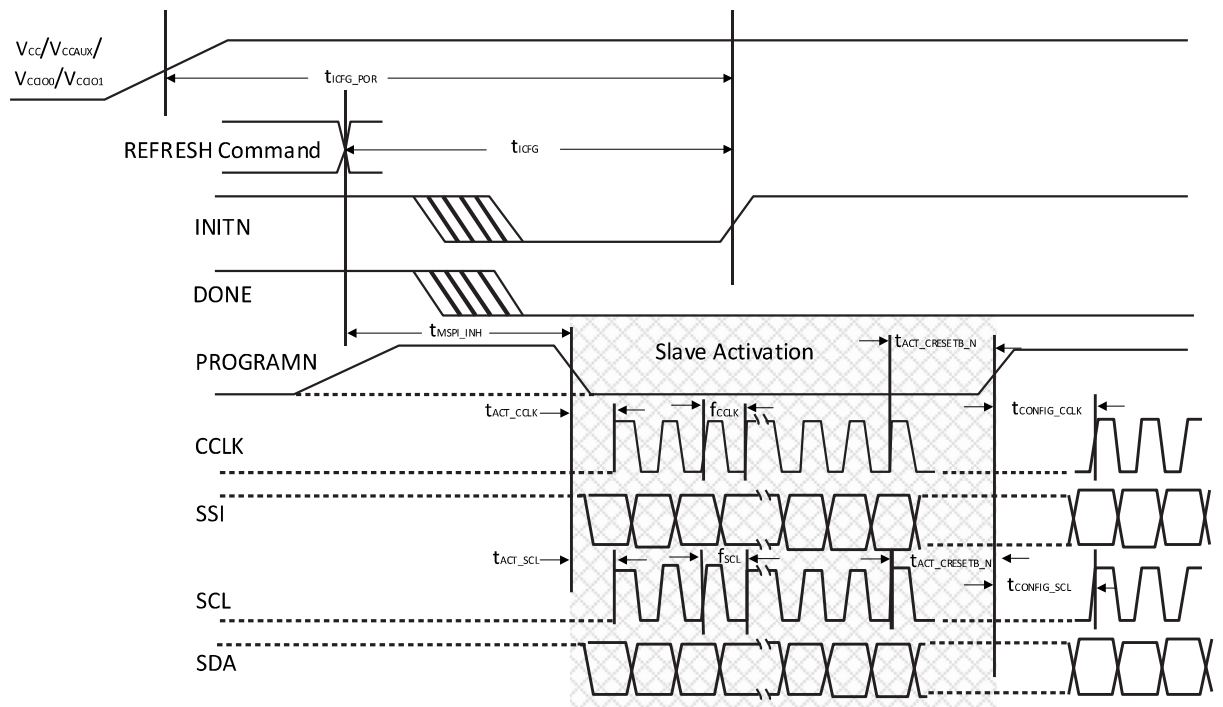 VCC/VCCAUX/
VCCIO0/VCCIO1
tICFG_POR
REFRESH Command
tICFG
INITN
DONE
tMSPI_INH
PROGRAMN
Slave Activation
tACT_CRESETB_N
tACT_CCLK
fCCLK
tCONFIG_CCLK
CCLK
SSI
tACT_SCL
fSCL
tACT_CRESETB_N
tCONFIG_SCL
SCL
SDA